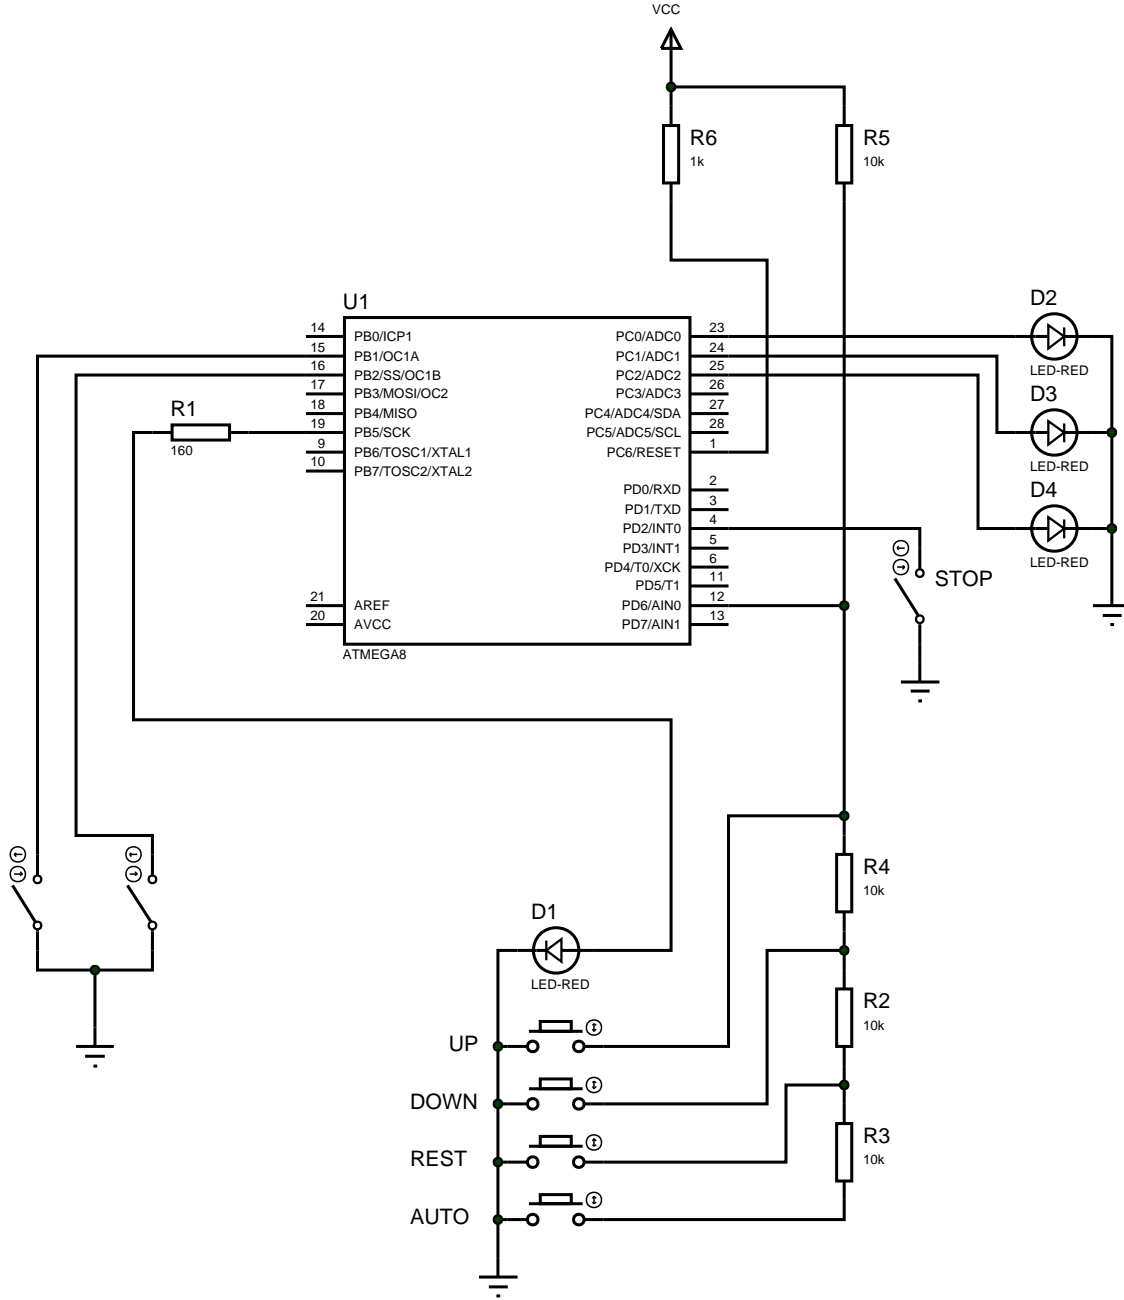 VCC
R6
1k
R5
10k
U1
14
15
16
17
18
19
9
10
21
20
PB0/ICP1
PB1/OC1A
PB2/SS/OC1B
PB3/MOSI/OC2
PB4/MISO
PB5/SCK
PB6/TOSC1/XTAL1
PB7/TOSC2/XTAL2
AREF
AVCC
PC0/ADC0
PC1/ADC1
PC2/ADC2
PC3/ADC3
PC4/ADC4/SDA
PC5/ADC5/SCL
PC6/RESET
PD0/RXD
PD1/TXD
PD2/INT0
PD3/INT1
PD4/T0/XCK
PD5/T1
PD6/AIN0
PD7/AIN1
23
24
25
26
27
28
1
2
3
4
5
6
11
12
13
ATMEGA8
R1
160
D2
LED-RED
D3
LED-RED
D4
LED-RED
STOP
R4
10k
D1
LED-RED
R2
10k
UP
DOWN
R3
10k
REST
AUTO